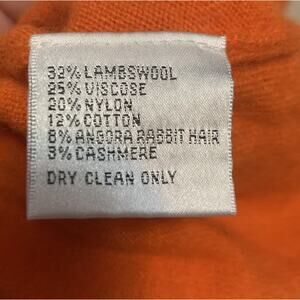 32% LAMBSWOOL
25% VISCOSE
20% NYLON
12% COTTON
8% ANGORA RABBIT HAIR
3% CASHMERE
DRY CLEAN ONLY